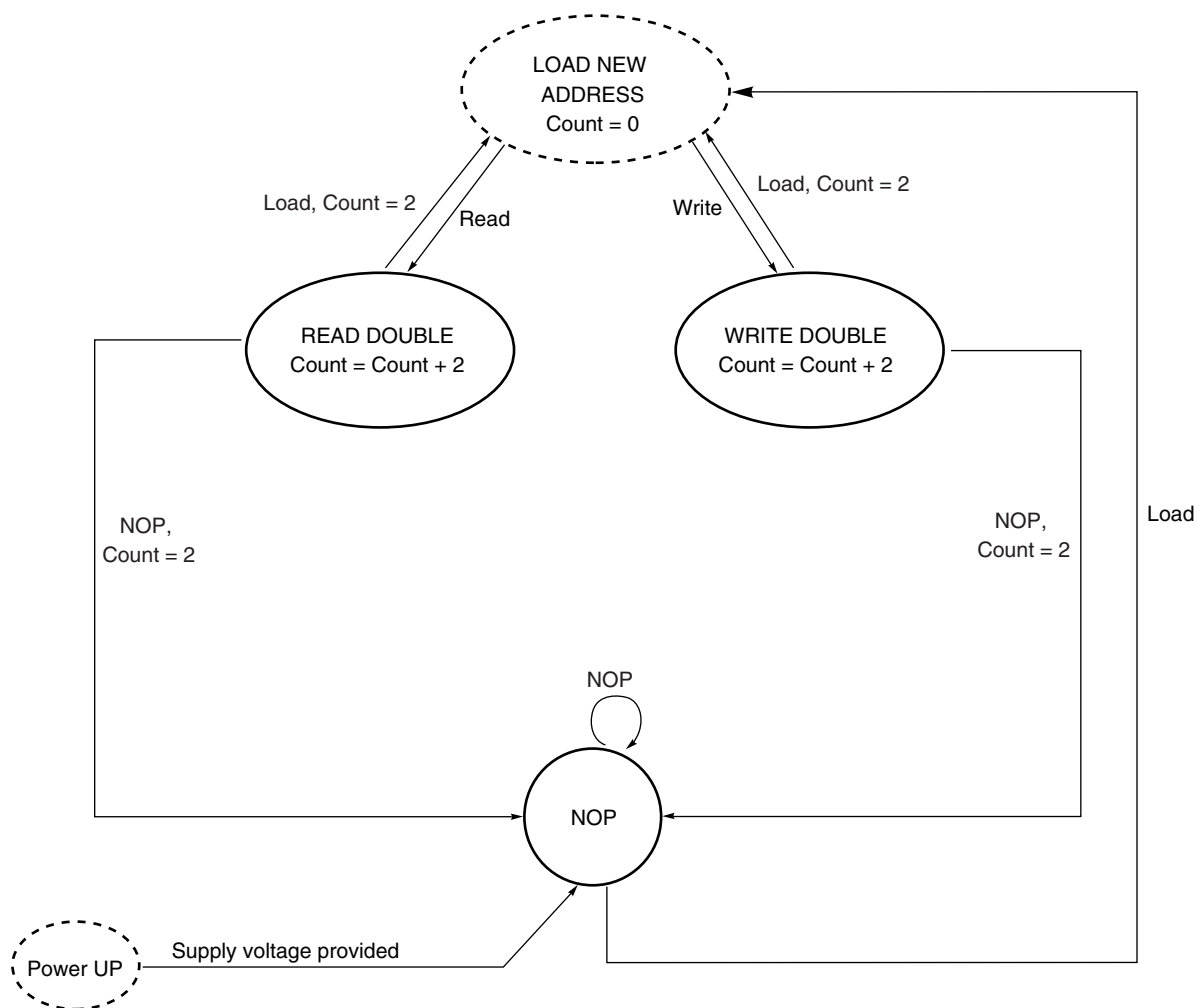 LOAD NEW
ADDRESS
Count = 0
Load, Count = 2
Read
Write
Load, Count = 2
READ DOUBLE
Count = Count + 2
WRITE DOUBLE
Count = Count + 2
NOP,
Count = 2
NOP,
Count = 2
Load
NOP
NOP
Supply voltage provided
Power UP